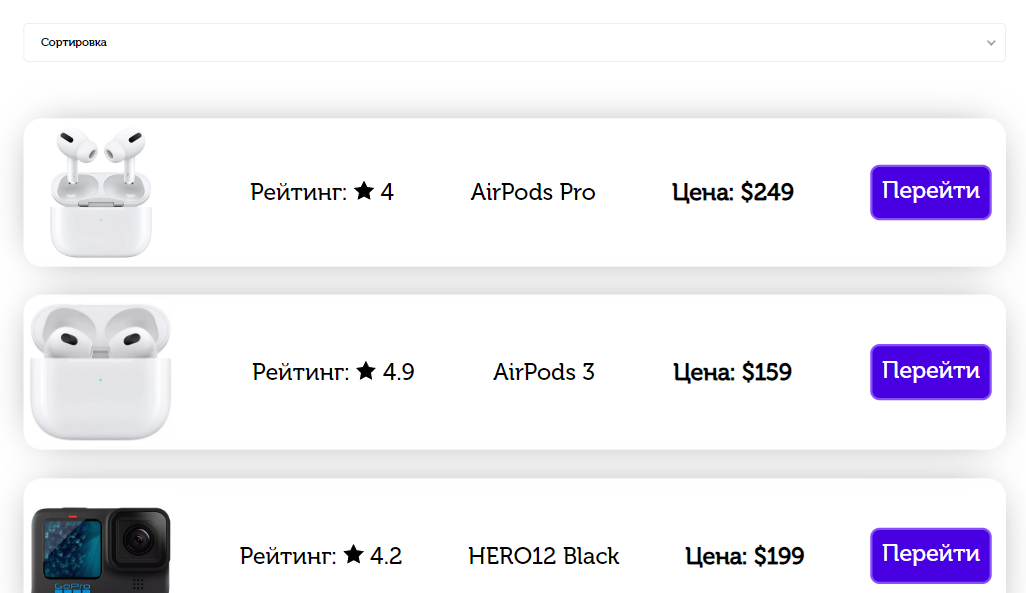 Сортировка
Рейтинг: ★ 4 AirPods Pro Цена: $249 Перейти
Рейтинг: ★ 4.9 AirPods 3 Цена: $159 Перейти
Рейтинг: ★ 4.2 HERO12 Black Цена: $199 Перейти
GoPro